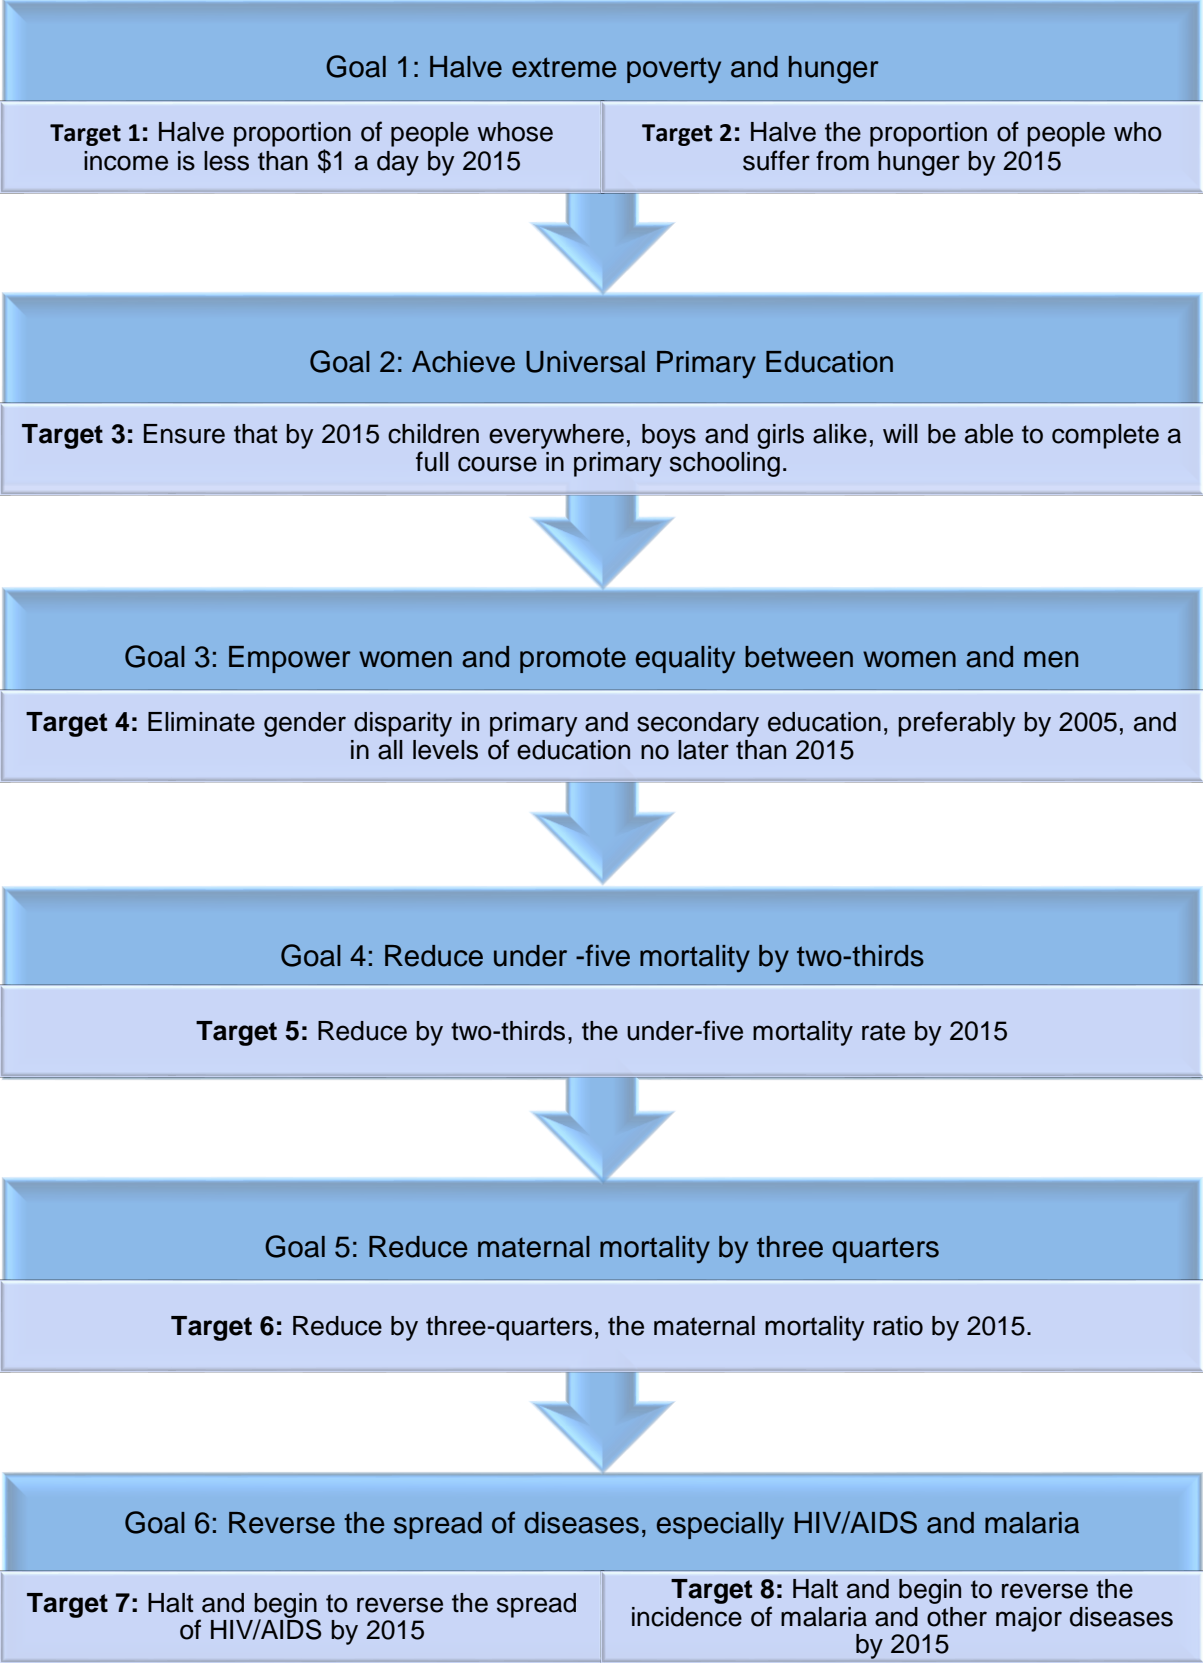 Goal 1: Halve extreme poverty and hunger
Target 1: Halve proportion of people whose
income is less than $1 a day by 2015
Target 2: Halve the proportion of people who
suffer from hunger by 2015
Goal 2: Achieve Universal Primary Education
Target 3: Ensure that by 2015 children everywhere, boys and girls alike, will be able to complete a
full course in primary schooling.
Goal 3: Empower women and promote equality between women and men
Target 4: Eliminate gender disparity in primary and secondary education, preferably by 2005, and
in all levels of education no later than 2015
Goal 4: Reduce under -five mortality by two-thirds
Target 5: Reduce by two-thirds, the under-five mortality rate by 2015
Goal 5: Reduce maternal mortality by three quarters
Target 6: Reduce by three-quarters, the maternal mortality ratio by 2015.
Goal 6: Reverse the spread of diseases, especially HIV/AIDS and malaria
Target 7: Halt and begin to reverse the spread
of HIV/AIDS by 2015
Target 8: Halt and begin to reverse the
incidence of malaria and other major diseases
by 2015